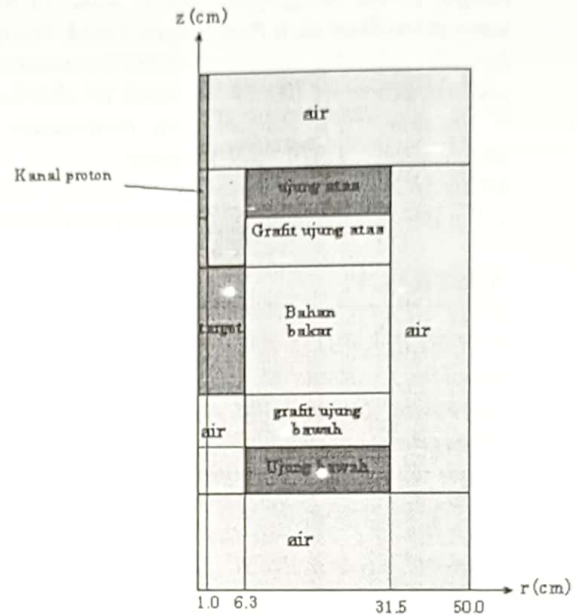 z (cm)
air
Kanal proton
ujung atas
Grafit ujung atas
target
Bahan
bakar
air
grafit ujung
bawah
air
Ujung bawah
air
r (cm)
1.0 6.3 31.5 50.0